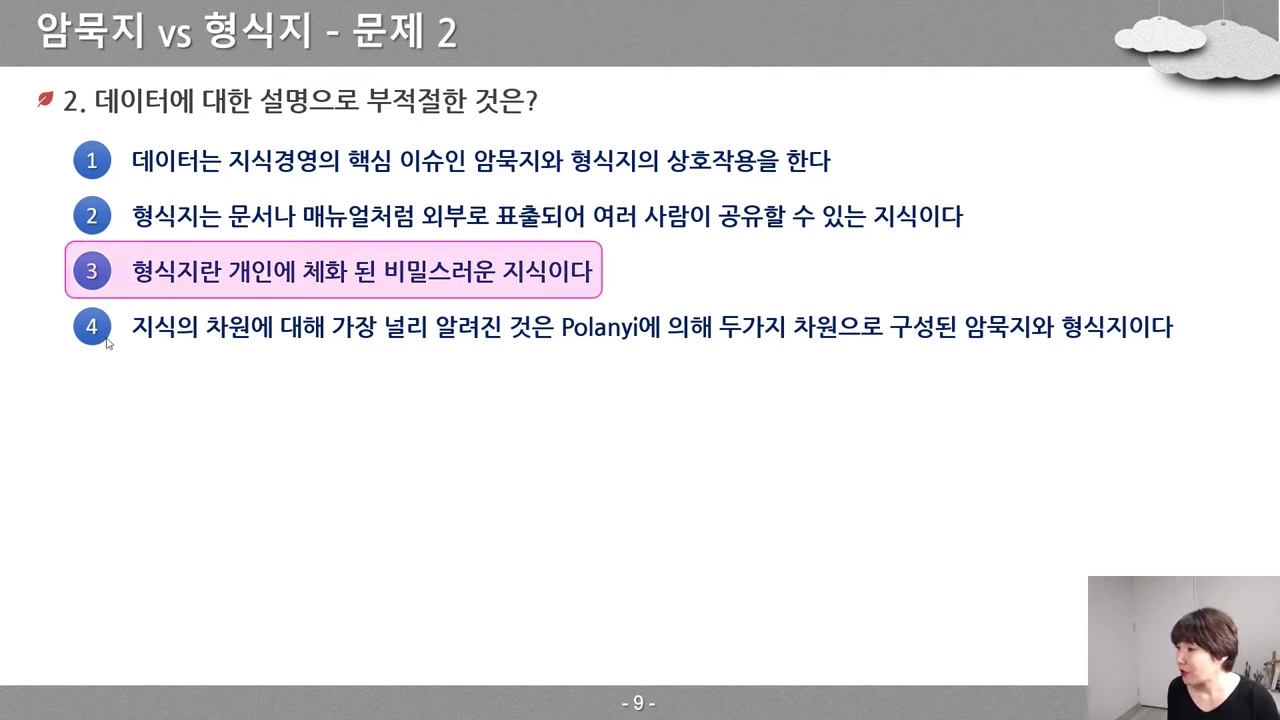 암묵지 vs 형식지 - 문제 2
2. 데이터에 대한 설명으로 부적절한 것은?
1 데이터는 지식경영의 핵심 이슈인 암묵지와 형식지의 상호작용을 한다
2 형식지는 문서나 매뉴얼처럼 외부로 표출되어 여러 사람이 공유할 수 있는 지식이다
3 형식지란 개인에 체화 된 비밀스러운 지식이다
4 지식의 차원에 대해 가장 널리 알려진 것은 Polanyi에 의해 두가지 차원으로 구성된 암묵지와 형식지이다
- 9 -